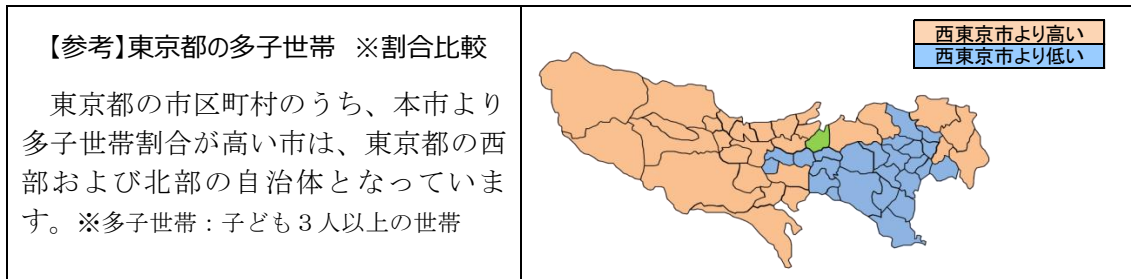 【参考】東京都の多子世帯 ※割合比較
東京都の市区町村のうち、本市より
多子世帯割合が高い市は、東京都の西
部および北部の自治体となっていま
す。※多子世帯：子ども３人以上の世帯
西東京市より高い
西東京市より低い